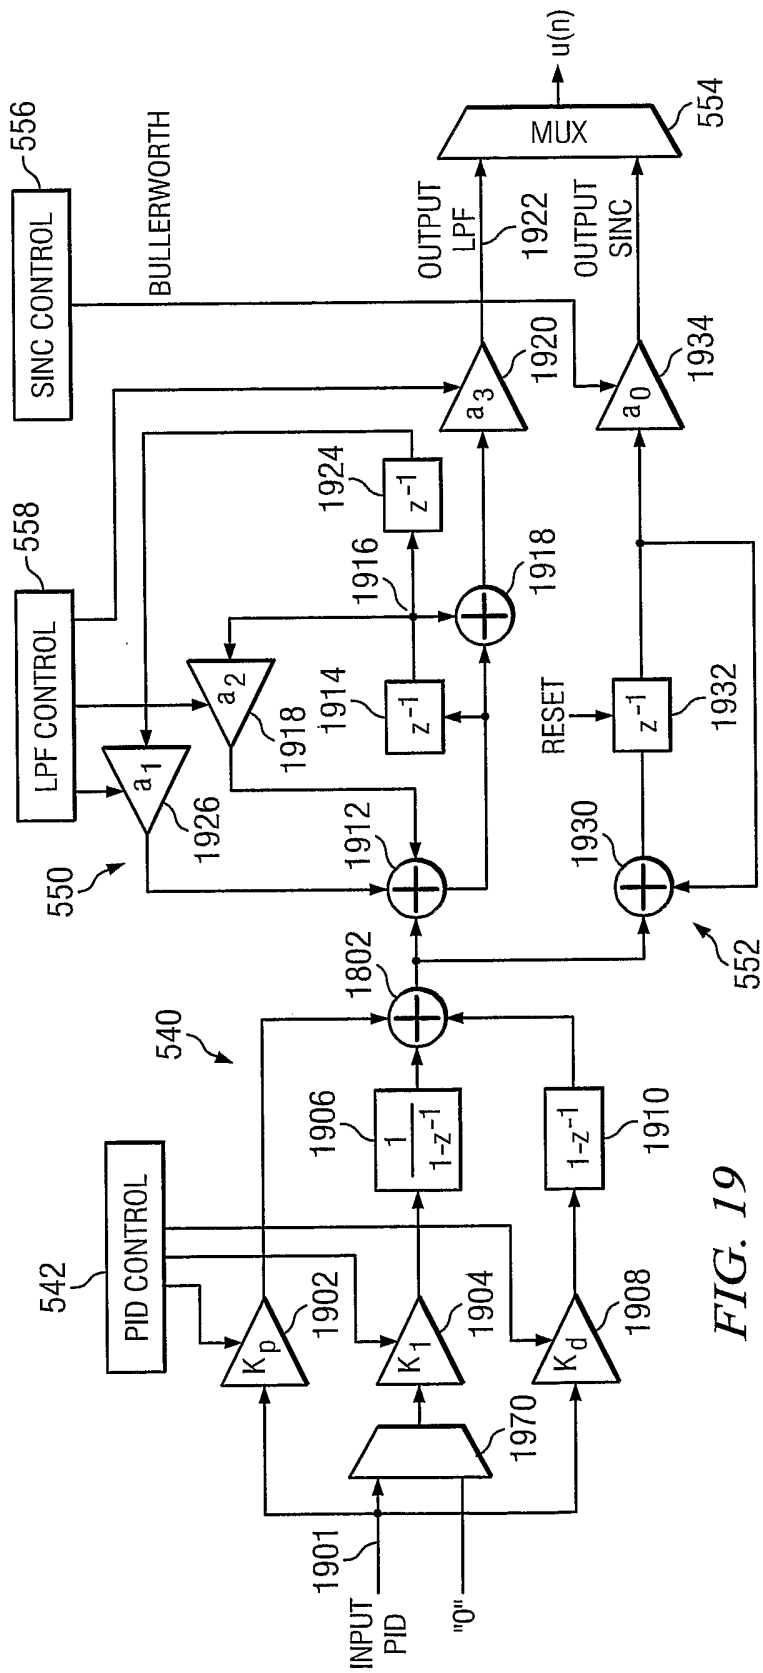 542
PID CONTROL
558
LPF CONTROL
556
SINC CONTROL
BULLERWORTH
540
550
a1
1926
a2
1918
1924
z-1
1916
1914
z-1
1912
1918
a3
1920
OUTPUT
LPF
1922
MUX
554
u(n)
Kp
1902
1901
INPUT
PID
"0"
1970
K1
1904
1906
1
1-z-1
1802
Kd
1908
1-z-1
1910
1930
552
RESET
z-1
1932
a0
1934
OUTPUT
SINC
FIG. 19